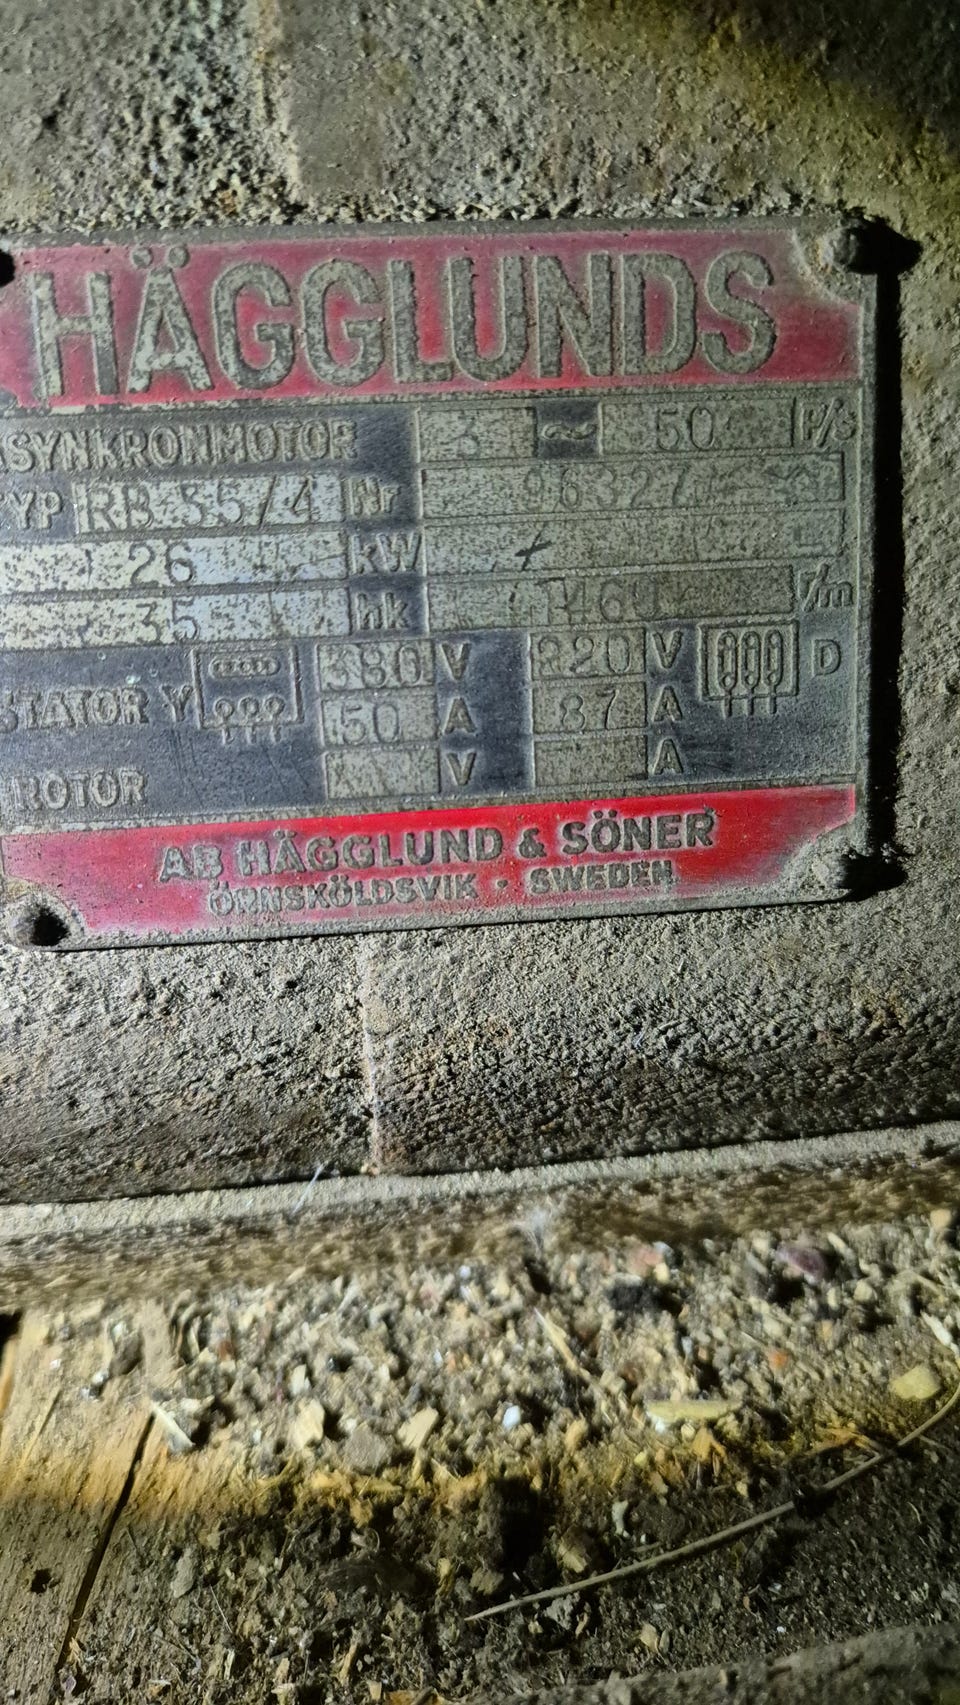 HÄGGLUNDS
ASYNKRONMOTOR 3 ~ 50 P/S
TYP RB 35/4 Nr 96327
26 kW
35 hk 1460 r/m
STATOR Y 380 V 220 V D
50 A 87 A
ROTOR V A
AB HÄGGLUND & SÖNER
ÖRNSKÖLDSVIK · SWEDEN